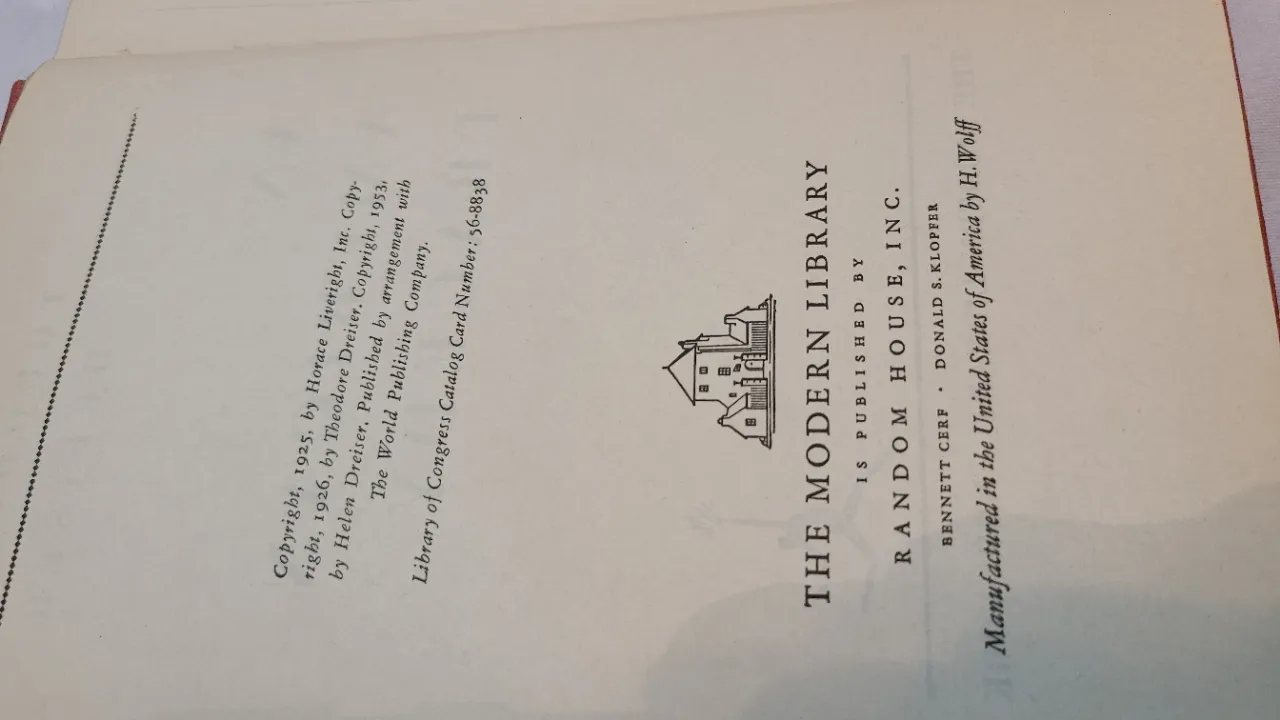 Copyright, 1925, by Horace Liveright, Inc. Copy-
right, 1926, by Theodore Dreiser. Copyright, 1953,
by Helen Dreiser. Published by arrangement with
The World Publishing Company.
Library of Congress Catalog Card Number: 56-8838
THE MODERN LIBRARY
IS PUBLISHED BY
RANDOM HOUSE, INC.
BENNETT CERF · DONALD S. KLOPFER
Manufactured in the United States of America by H. Wolff